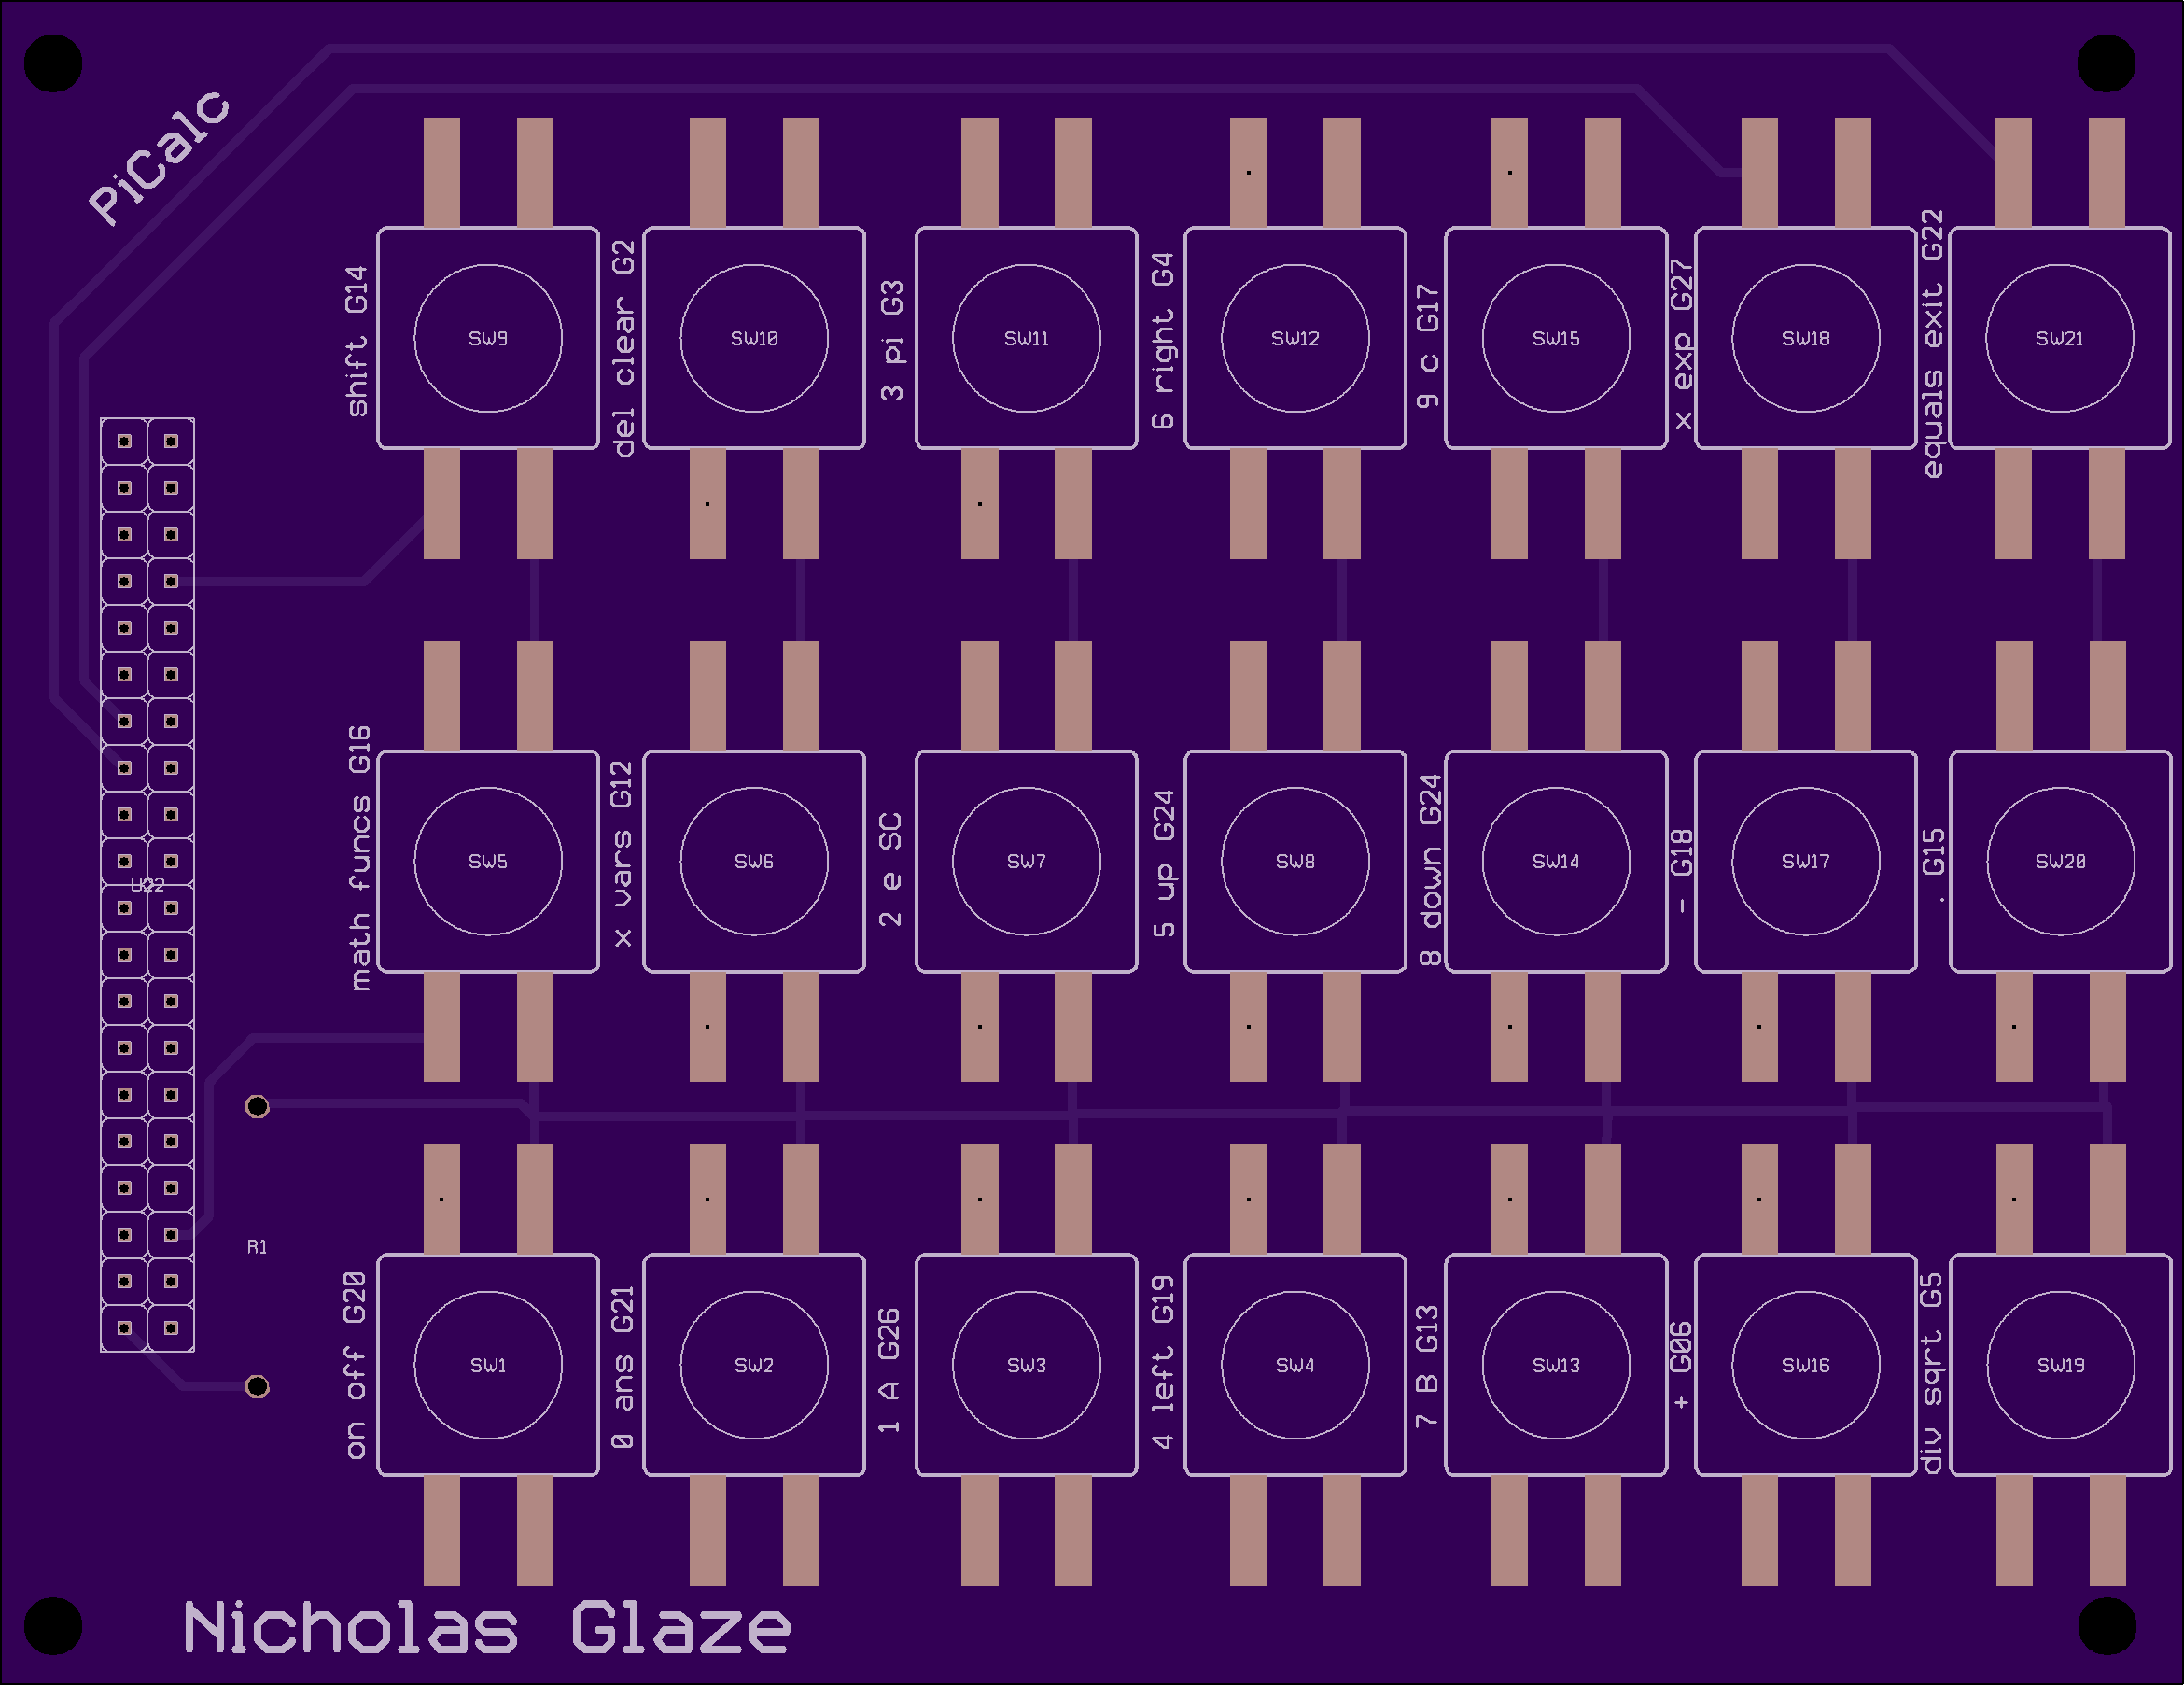 PiCalc
shift G14
SW9
del clear G2
SW10
3 pi G3
SW11
6 right G4
SW12
9 c G17
SW15
x exp G27
SW18
equals exit G22
SW21
math funcs G16
SW5
x vars G12
SW6
2 e SC
SW7
5 up G24
SW8
8 down G24
SW14
- G18
SW17
. G15
SW20
U22
R1
on off G20
SW1
0 ans G21
SW2
1 A G26
SW3
4 left G19
SW4
7 B G13
SW13
+ G06
SW16
div sqrt G5
SW19
Nicholas Glaze